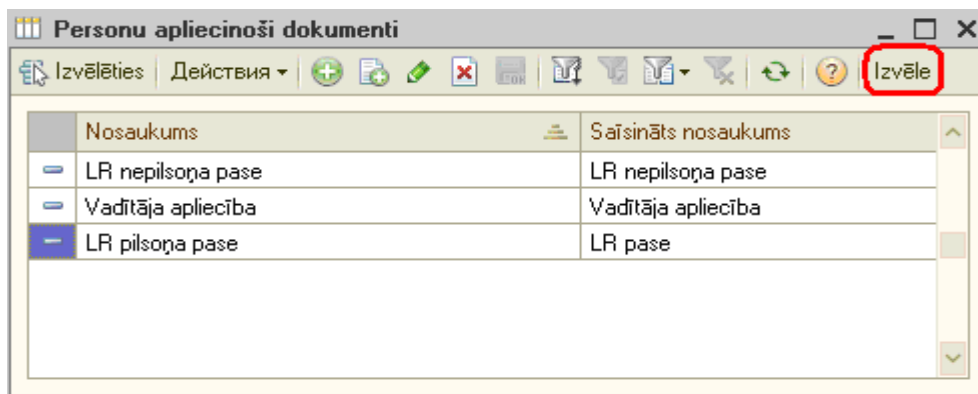 Personu apliecinoši dokumenti
Izvēlēties Действия Izvēle
Nosaukums Saīsināts nosaukums
LR nepilsoņa pase LR nepilsoņa pase
Vadītāja apliecība Vadītāja apliecība
LR pilsoņa pase LR pase